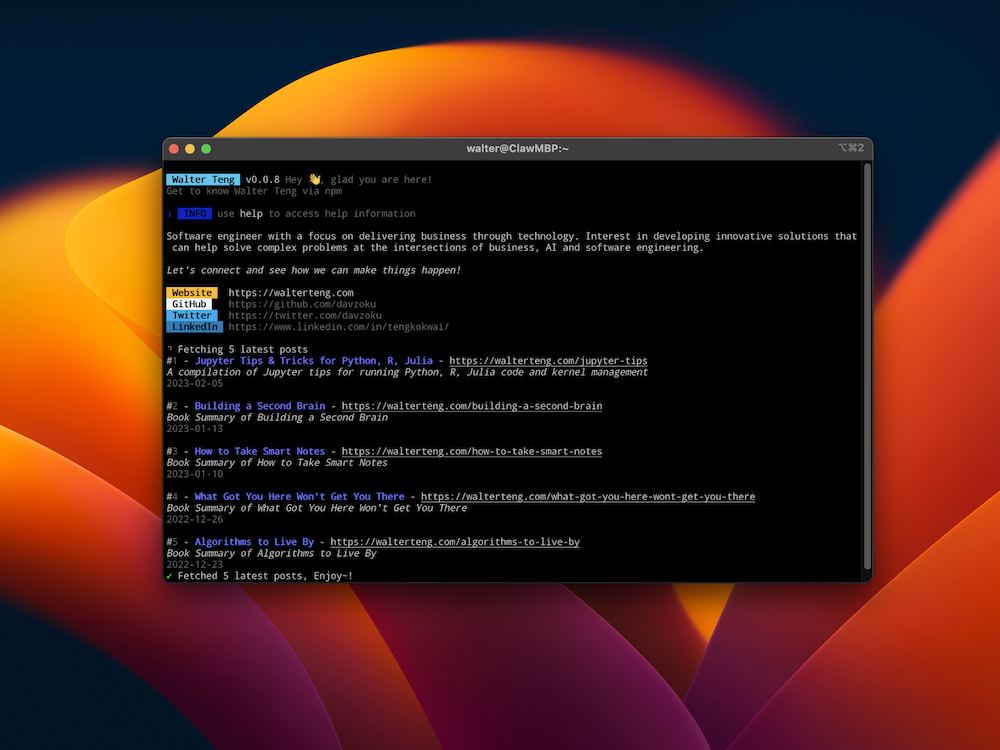 walter@ClawMBP:~ ⌥⌘2
Walter Teng v0.0.8 Hey 👋, glad you are here!
Get to know Walter Teng via npm
ℹ INFO use help to access help information
Software engineer with a focus on delivering business through technology. Interest in developing innovative solutions that
can help solve complex problems at the intersections of business, AI and software engineering.
Let's connect and see how we can make things happen!
Website https://walterteng.com
GitHub https://github.com/davzoku
Twitter https://twitter.com/davzoku
LinkedIn https://www.linkedin.com/in/tengkokwai/
Fetching 5 latest posts
#1 - Jupyter Tips & Tricks for Python, R, Julia - https://walterteng.com/jupyter-tips
A compilation of Jupyter tips for running Python, R, Julia code and kernel management
2023-02-05
#2 - Building a Second Brain - https://walterteng.com/building-a-second-brain
Book Summary of Building a Second Brain
2023-01-13
#3 - How to Take Smart Notes - https://walterteng.com/how-to-take-smart-notes
Book Summary of How to Take Smart Notes
2023-01-10
#4 - What Got You Here Won't Get You There - https://walterteng.com/what-got-you-here-wont-get-you-there
Book Summary of What Got You Here Won't Get You There
2022-12-26
#5 - Algorithms to Live By - https://walterteng.com/algorithms-to-live-by
Book Summary of Algorithms to Live By
2022-12-23
✔ Fetched 5 latest posts, Enjoy~!